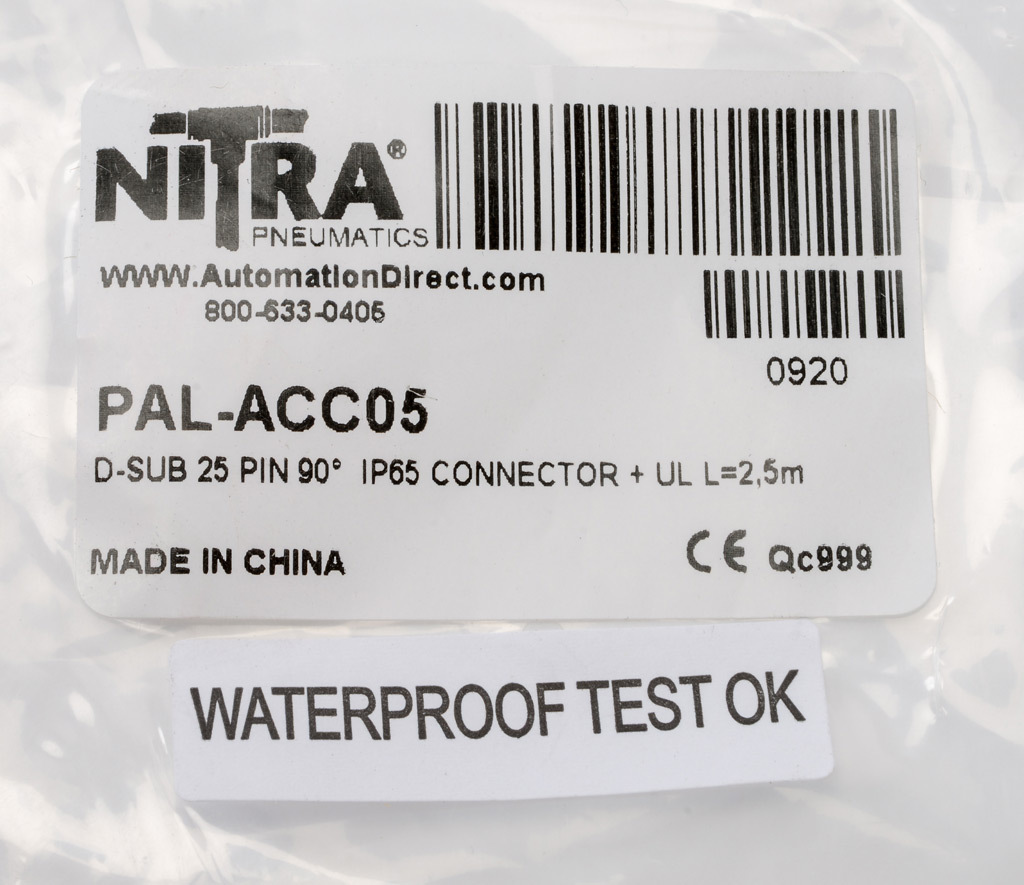 NITRA®
PNEUMATICS
www.AutomationDirect.com
800-633-0405
0920
PAL-ACC05
D-SUB 25 PIN 90° IP65 CONNECTOR + UL L=2,5m
MADE IN CHINA
CE Qc999
WATERPROOF TEST OK